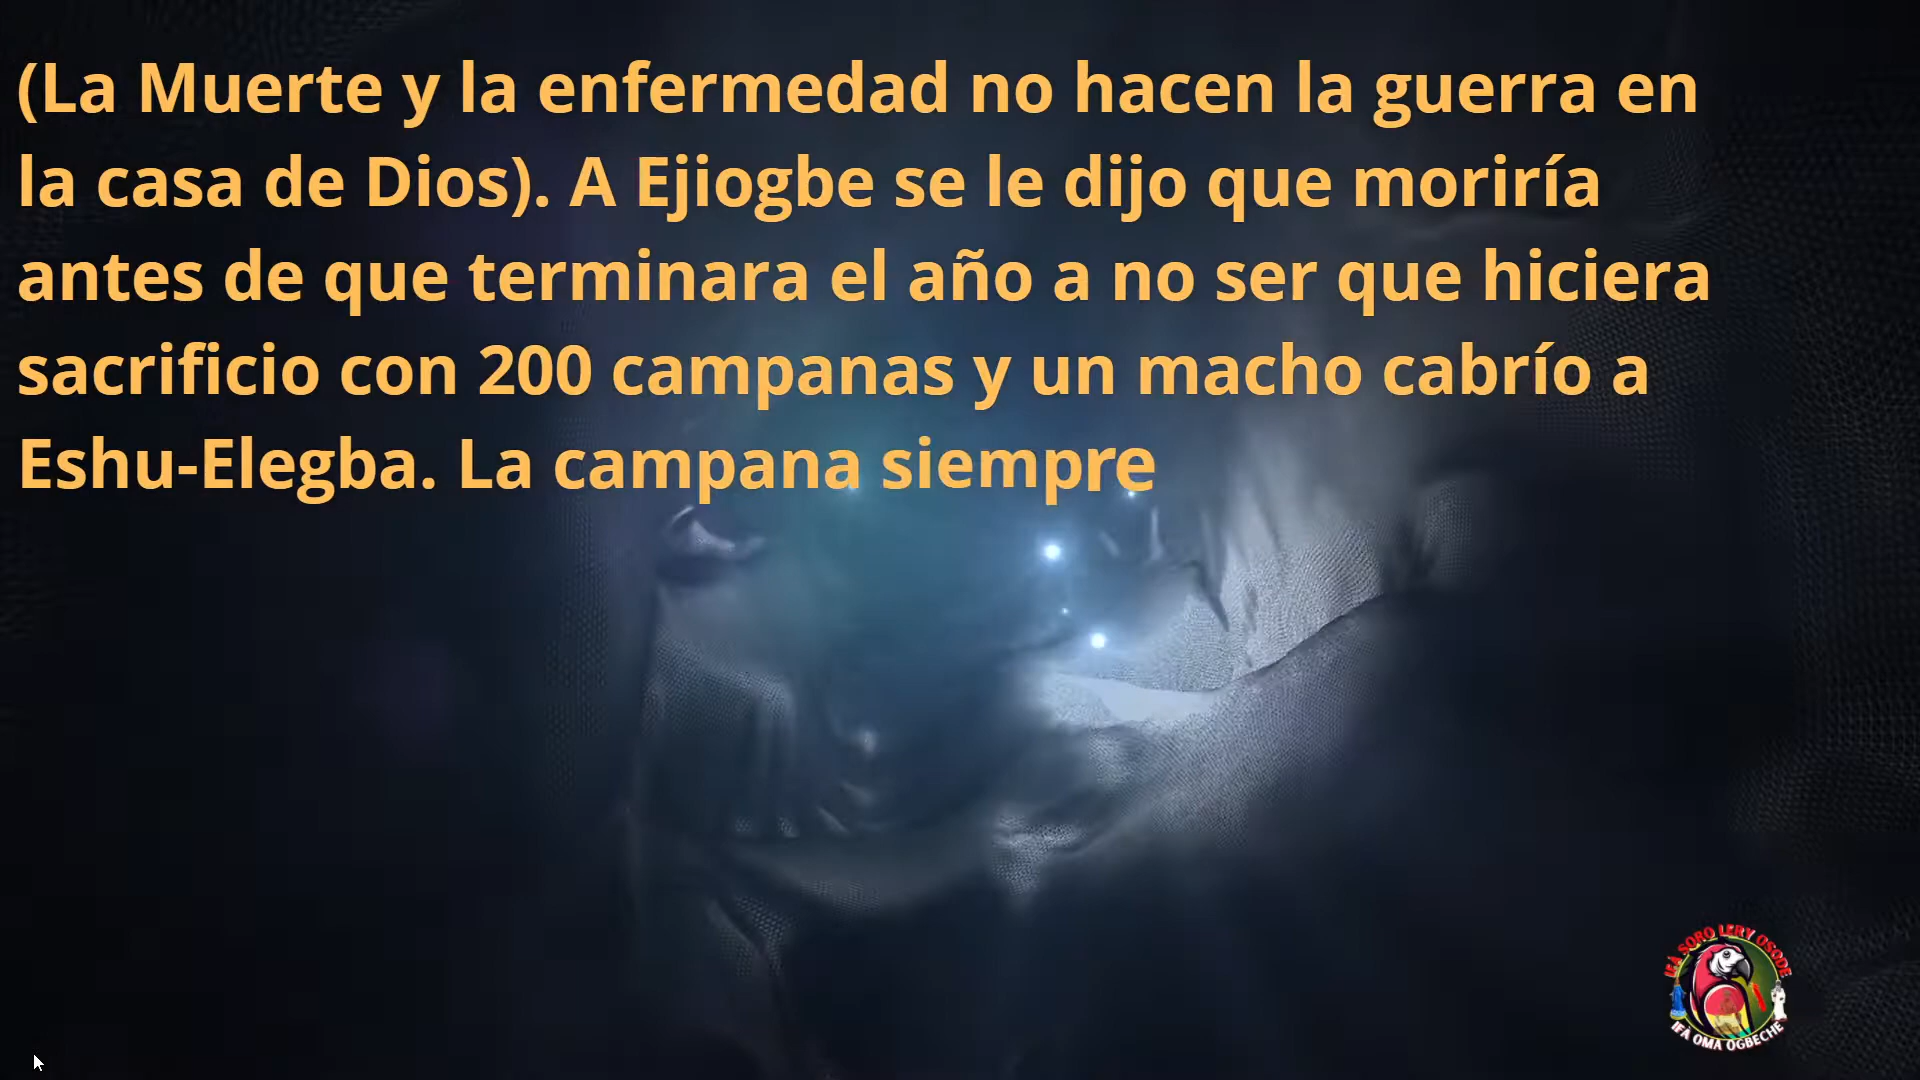 (La Muerte y la enfermedad no hacen la guerra en
la casa de Dios). A Ejiogbe se le dijo que moriría
antes de que terminara el año a no ser que hiciera
sacrificio con 200 campanas y un macho cabrío a
Eshu-Elegba. La campana siempre
IFÁ SORO LERY OSODE
IFÁ OMA OGBECHE